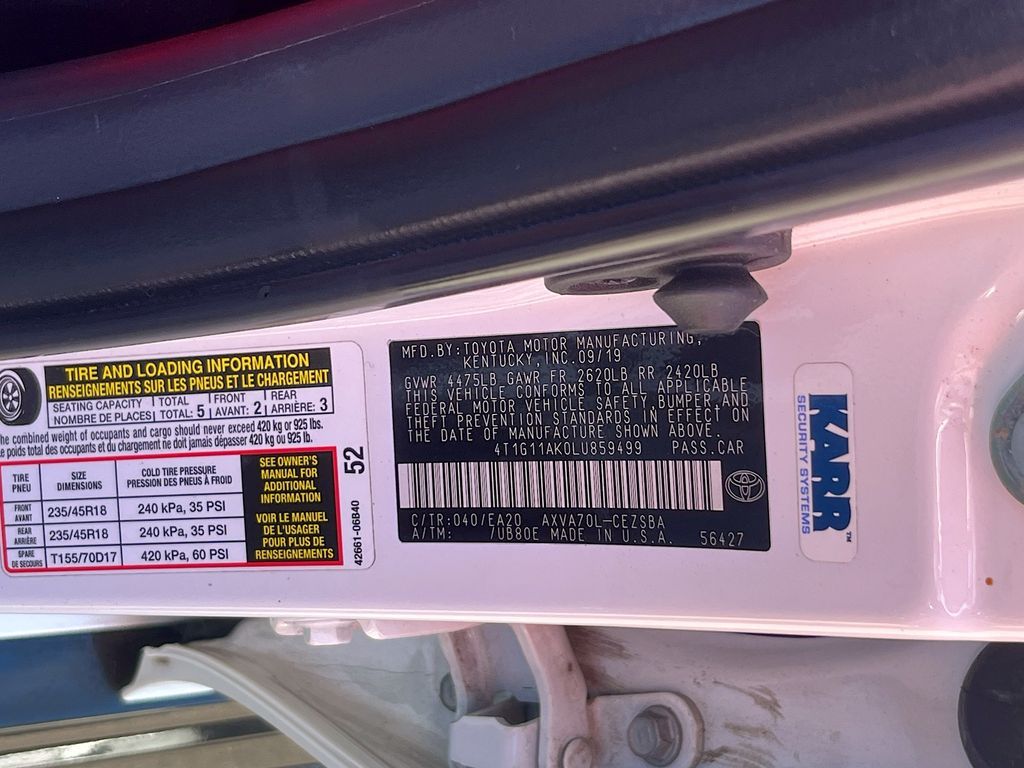 TIRE AND LOADING INFORMATION
RENSEIGNEMENTS SUR LES PNEUS ET LE CHARGEMENT
SEATING CAPACITY | TOTAL | FRONT | REAR
NOMBRE DE PLACES | TOTAL: 5 | AVANT: 2 | ARRIÈRE: 3
The combined weight of occupants and cargo should never exceed 420 kg or 925 lbs.
Le poids total des occupants et du chargement ne doit jamais dépasser 420 kg ou 925 lb.
TIRE PNEU
SIZE DIMENSIONS
COLD TIRE PRESSURE
PRESSION DES PNEUS À FROID
FRONT AVANT 235/45R18 240 kPa, 35 PSI
REAR ARRIÈRE 235/45R18 240 kPa, 35 PSI
SPARE DE SECOURS T155/70D17 420 kPa, 60 PSI
SEE OWNER'S
MANUAL FOR
ADDITIONAL
INFORMATION
VOIR LE MANUEL
DE L'USAGER
POUR PLUS DE
RENSEIGNEMENTS
42661-06B40
52
MFD.BY:TOYOTA MOTOR MANUFACTURING,
KENTUCKY, INC.09/19
GVWR 4475LB GAWR FR 2620LB RR 2420LB
THIS VEHICLE CONFORMS TO ALL APPLICABLE
FEDERAL MOTOR VEHICLE SAFETY BUMPER,AND
THEFT PREVENTION STANDARDS IN EFFECT ON
THE DATE OF MANUFACTURE SHOWN ABOVE.
4T1G11AK0LU859499 PASS.CAR
C/TR:040/EA20 AXVA70L-CEZSBA
A/TM: /UB80E MADE IN U.S.A. 56427
KARR™
SECURITY SYSTEMS